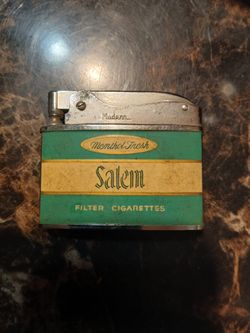 Modern
Menthol-Fresh
Salem
FILTER CIGARETTES